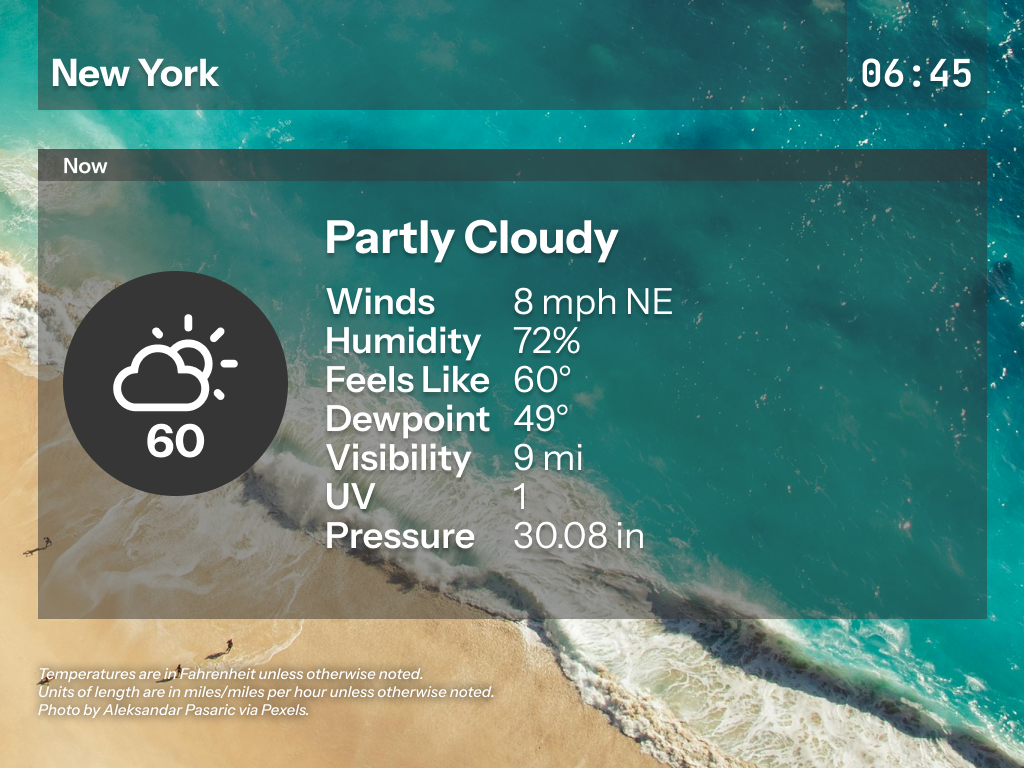 New York
06:45
Now
Partly Cloudy
Winds 8 mph NE
Humidity 72%
Feels Like 60°
Dewpoint 49°
Visibility 9 mi
UV 1
Pressure 30.08 in
60
Temperatures are in Fahrenheit unless otherwise noted.
Units of length are in miles/miles per hour unless otherwise noted.
Photo by Aleksandar Pasaric via Pexels.